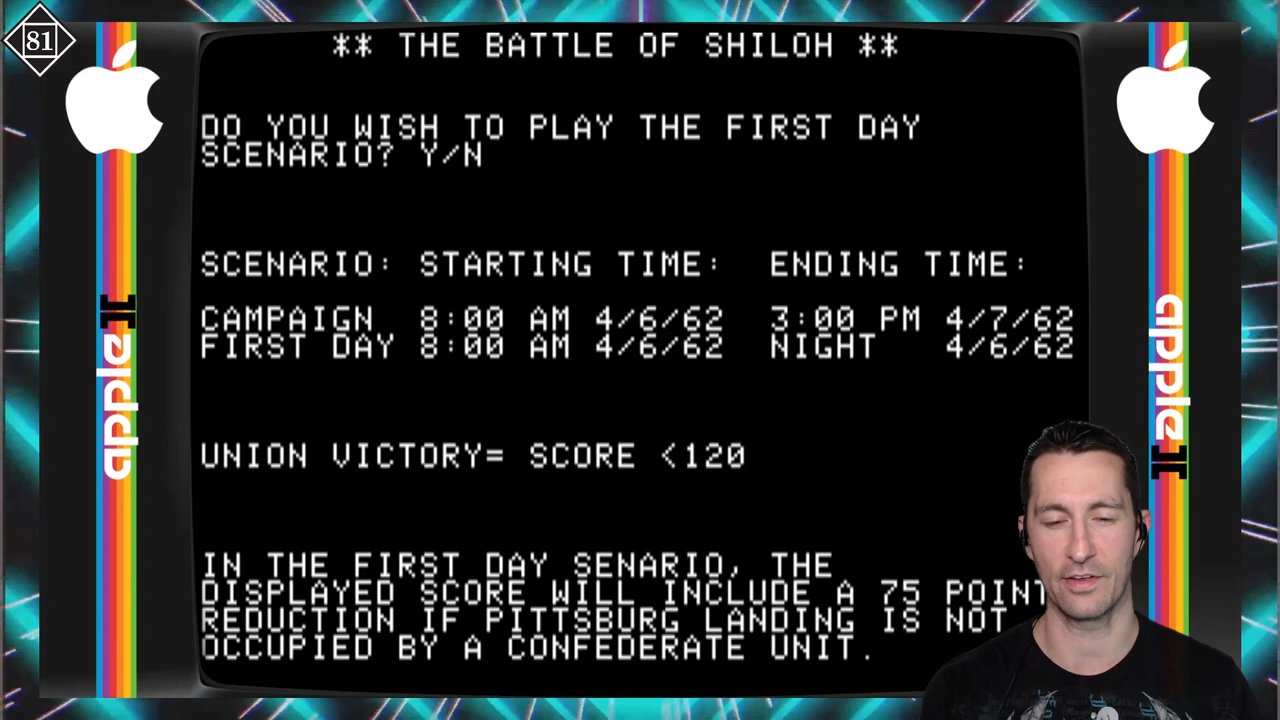 81
** THE BATTLE OF SHILOH **
DO YOU WISH TO PLAY THE FIRST DAY
SCENARIO? Y/N
SCENARIO: STARTING TIME: ENDING TIME:
CAMPAIGN 8:00 AM 4/6/62 3:00 PM 4/7/62
FIRST DAY 8:00 AM 4/6/62 NIGHT 4/6/62
UNION VICTORY= SCORE <120
IN THE FIRST DAY SENARIO, THE
DISPLAYED SCORE WILL INCLUDE A 75 POINT
REDUCTION IF PITTSBURG LANDING IS NOT
OCCUPIED BY A CONFEDERATE UNIT.
apple ][
apple ][